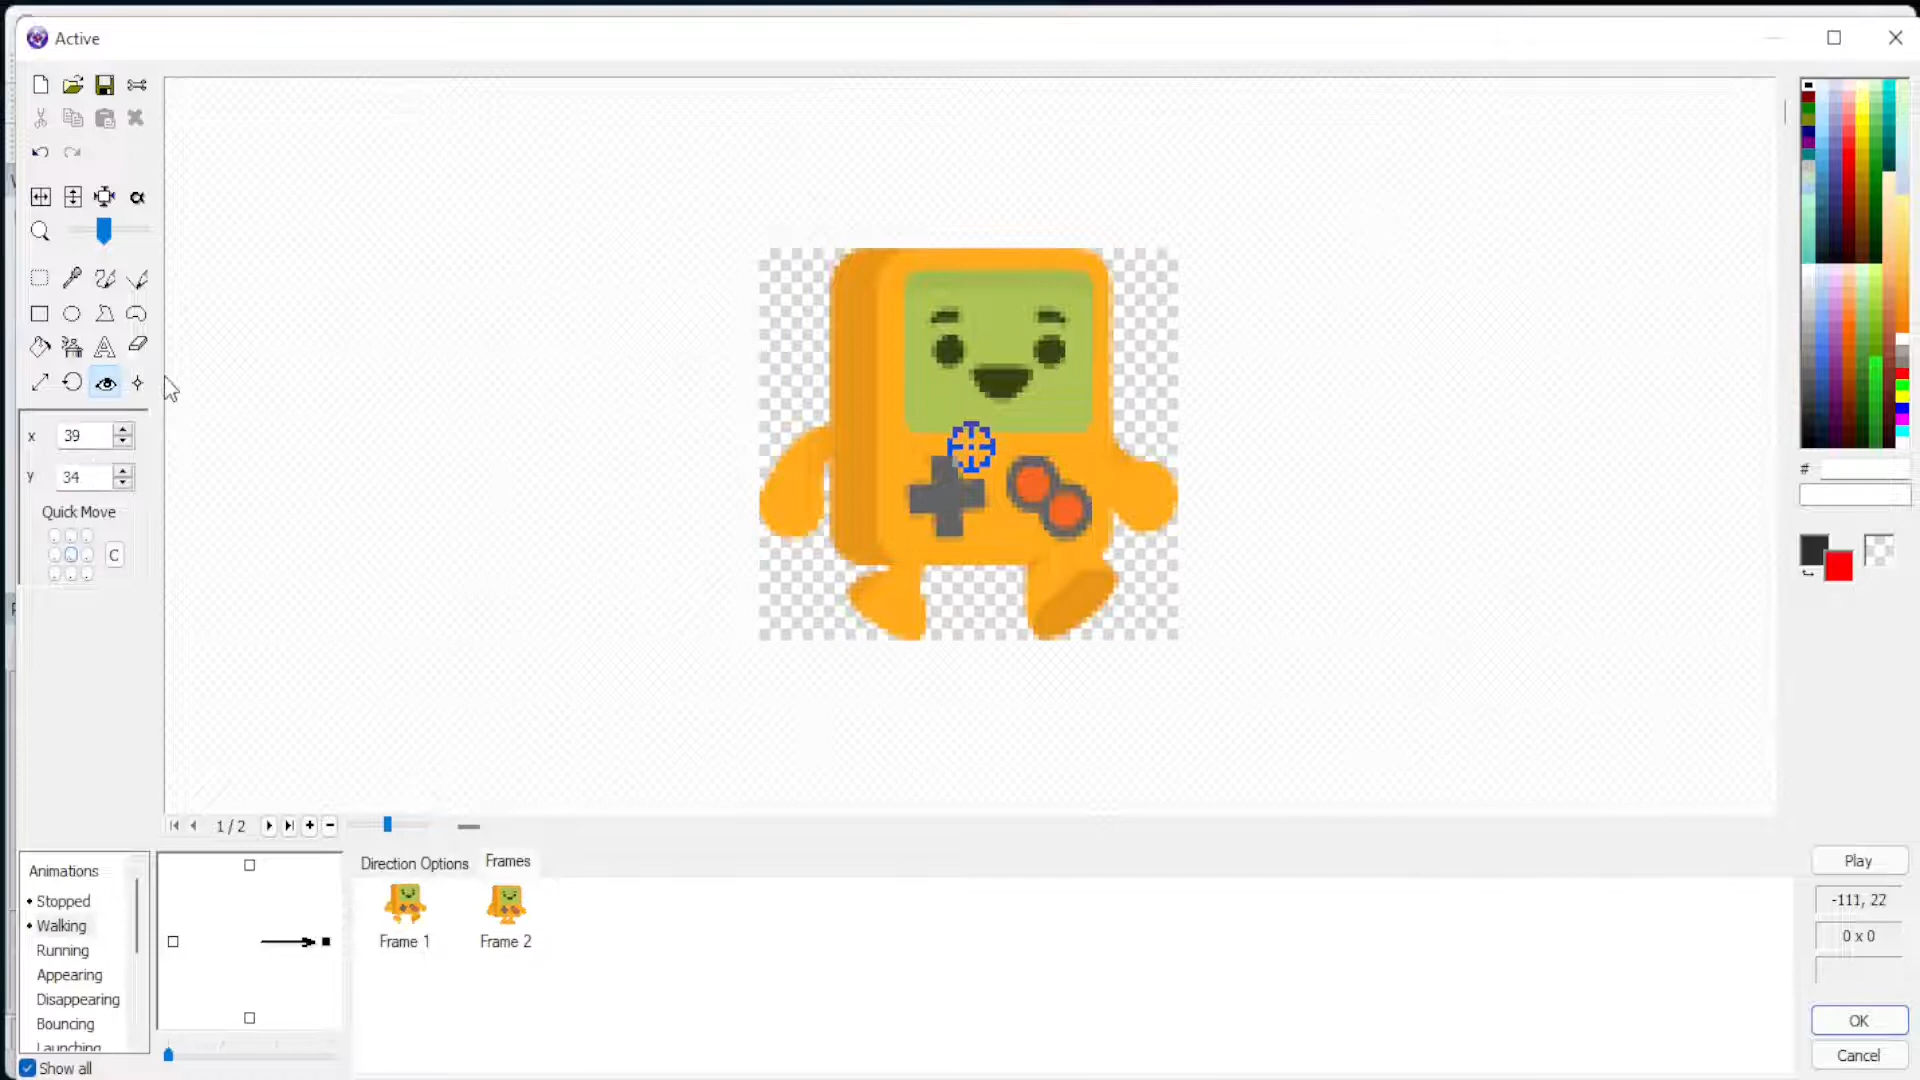 Active
x 39
y 34
Quick Move
C
#
1 / 2
Animations
Stopped
Walking
Running
Appearing
Disappearing
Bouncing
Launching
Show all
Direction Options
Frames
Frame 1
Frame 2
Play
-111, 22
0 x 0
OK
Cancel